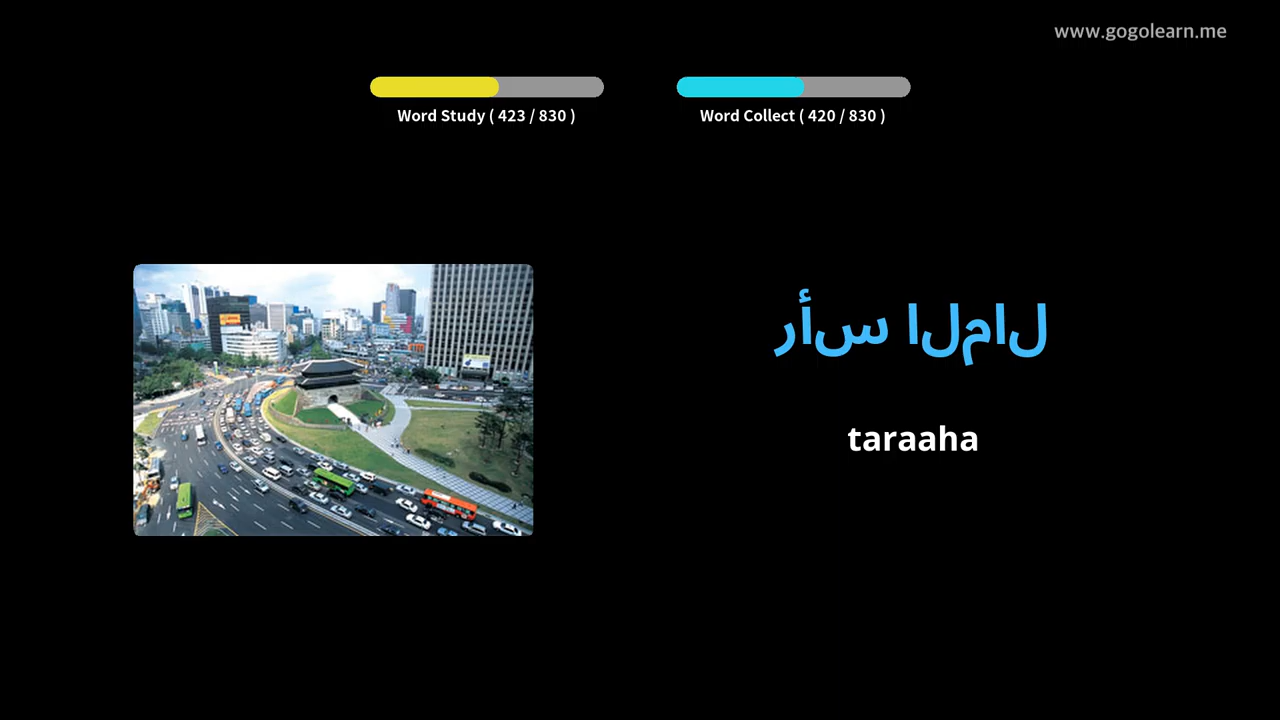 www.gogolearn.me
Word Study ( 423 / 830 )
Word Collect ( 420 / 830 )
رأس المال
taraaha